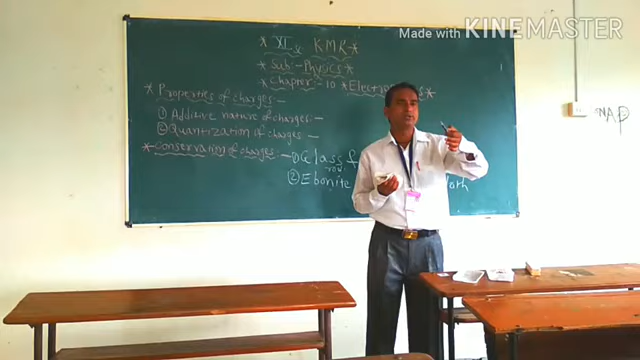 Made with KINEMASTER
* XI KMR *
Sub:- Physics *
* Chapter:- 10 *
* Properties of charges -
① Additive nature of charges :-
② Quantization of charges -
* Conservation of charges - ① Glass
rod
② Ebonite
NAP